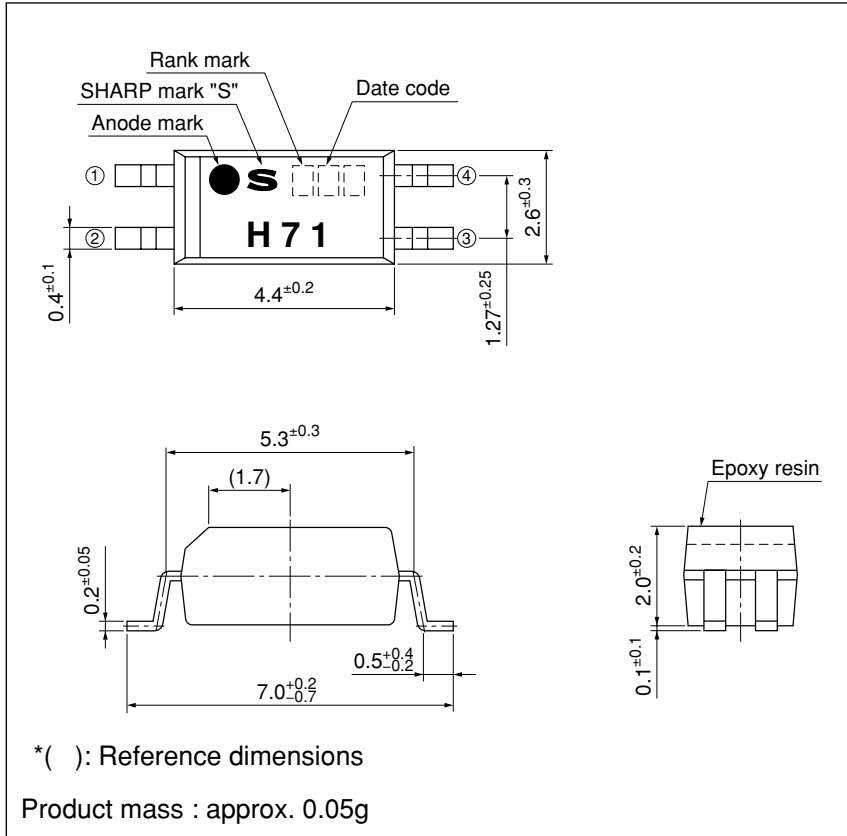 Rank mark
SHARP mark "S"
Date code
Anode mark
① S ④
② H 7 1 ③
0.4±0.1
4.4±0.2
1.27±0.25
2.6±0.3
5.3±0.3
(1.7)
Epoxy resin
0.2±0.05
2.0±0.2
0.5+0.4−0.2
0.1±0.1
7.0+0.2−0.7
*( ): Reference dimensions
Product mass : approx. 0.05g